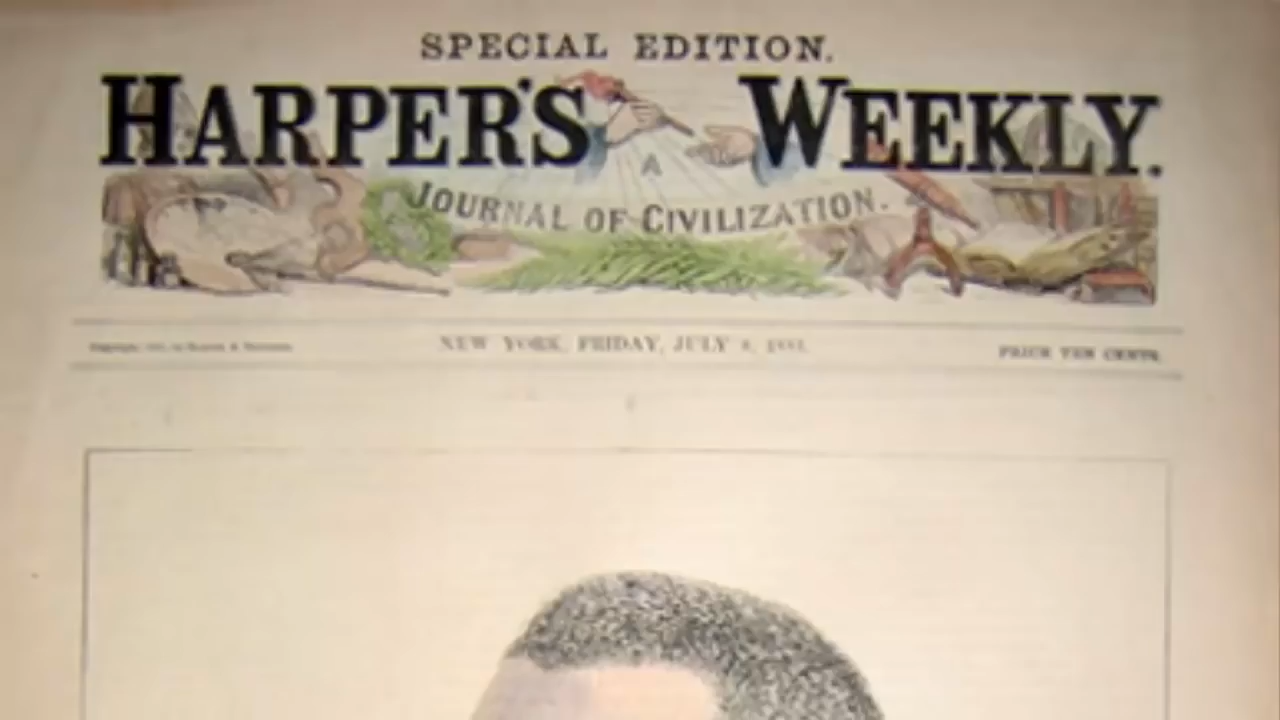 SPECIAL EDITION.
HARPER'S WEEKLY.
A
JOURNAL OF CIVILIZATION.
NEW YORK, FRIDAY, JULY
PRICE TEN CENTS.